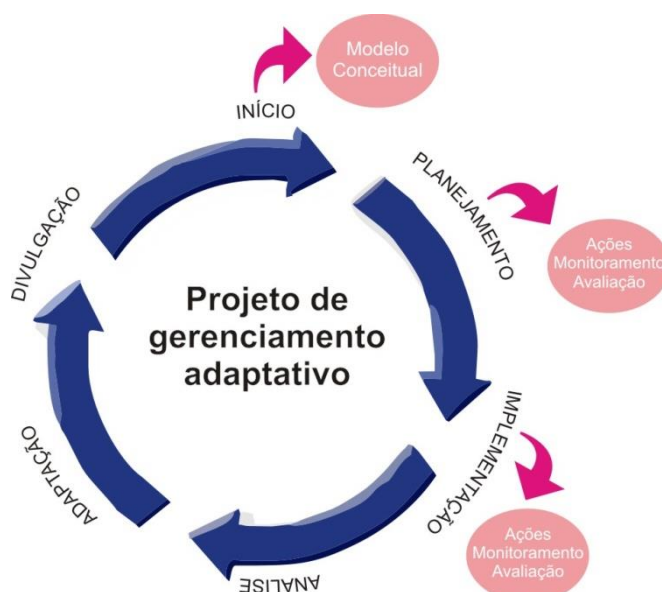 Modelo
Conceitual
INÍCIO
PLANEJAMENTO
Ações
Monitoramento
Avaliação
DIVULGAÇÃO
Projeto de
gerenciamento
adaptativo
IMPLEMENTAÇÃO
ADAPTAÇÃO
Ações
Monitoramento
Avaliação
ANÁLISE